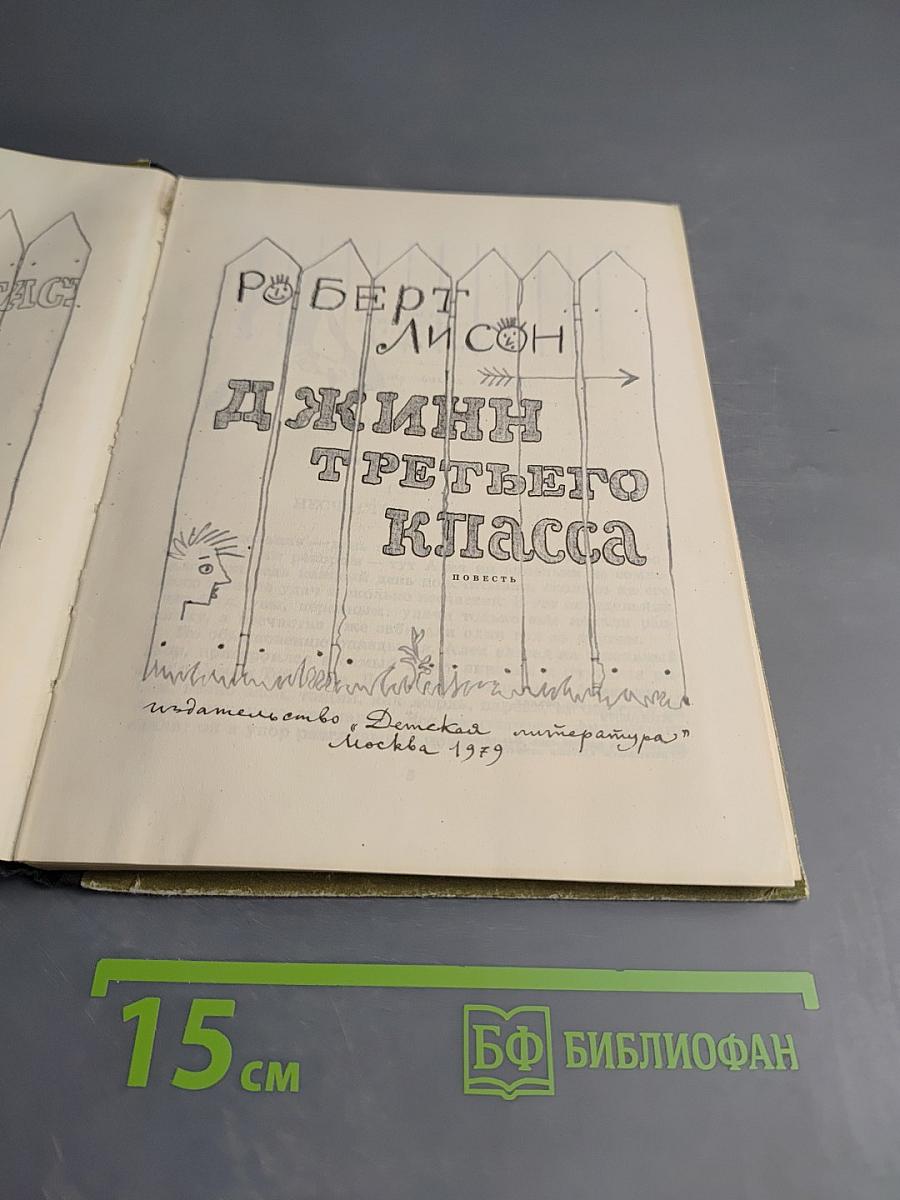 РОБЕРТ
ЛИСОН
ДЖИНН
ТРЕТЬЕГО
КЛАССА
ПОВЕСТЬ
издательство „Детская литература"
Москва 1979
15 см
БФ БИБЛИОФАН